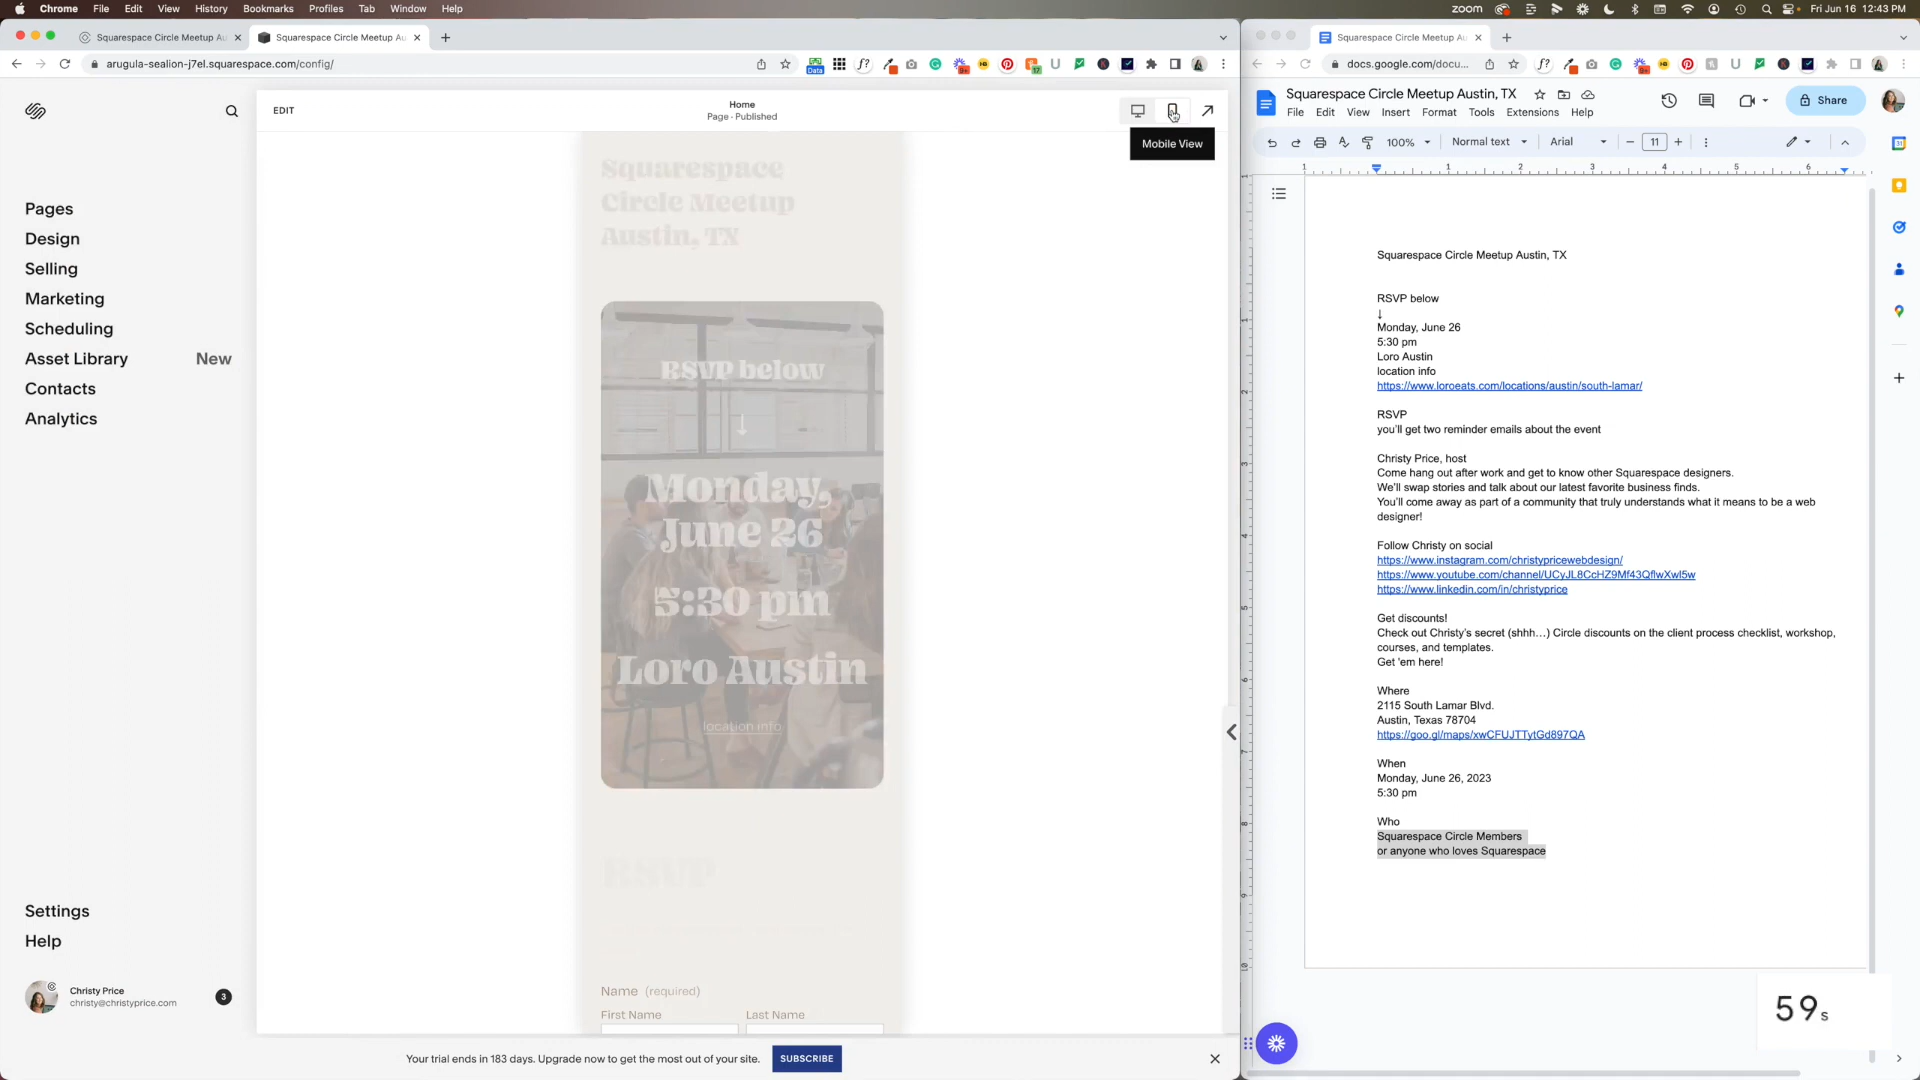 Chrome File Edit View History Bookmarks Profiles Tab Window Help
zoom Fri Jun 16 12:43 PM
Squarespace Circle Meetup Au
Squarespace Circle Meetup Au
arugula-sealion-j7el.squarespace.com/config/
EDIT
Home
Page · Published
Mobile View
Pages
Design
Selling
Marketing
Scheduling
Asset Library New
Contacts
Analytics
Settings
Help
Christy Price
christy@christyprice.com
3
Squarespace
Circle Meetup
Austin, TX
RSVP below
↓
Monday,
June 26
5:30 pm
Loro Austin
location info
RSVP
Name (required)
First Name Last Name
Your trial ends in 183 days. Upgrade now to get the most out of your site. SUBSCRIBE
Squarespace Circle Meetup Au
docs.google.com/docu...
Squarespace Circle Meetup Austin, TX
Share
File Edit View Insert Format Tools Extensions Help
100% Normal text Arial 11
1 1 2 3 4 5 6
Squarespace Circle Meetup Austin, TX
RSVP below
↓
Monday, June 26
5:30 pm
Loro Austin
location info
https://www.loroeats.com/locations/austin/south-lamar/
RSVP
you'll get two reminder emails about the event
Christy Price, host
Come hang out after work and get to know other Squarespace designers.
We'll swap stories and talk about our latest favorite business finds.
You'll come away as part of a community that truly understands what it means to be a web
designer!
Follow Christy on social
https://www.instagram.com/christypricewebdesign/
https://www.youtube.com/channel/UCyJL8CcHZ9Mf43QflwXwI5w
https://www.linkedin.com/in/christyprice
Get discounts!
Check out Christy's secret (shhh…) Circle discounts on the client process checklist, workshop,
courses, and templates.
Get 'em here!
Where
2115 South Lamar Blvd.
Austin, Texas 78704
https://goo.gl/maps/xwCFUJTTytGd897QA
When
Monday, June 26, 2023
5:30 pm
Who
Squarespace Circle Members
or anyone who loves Squarespace
59s